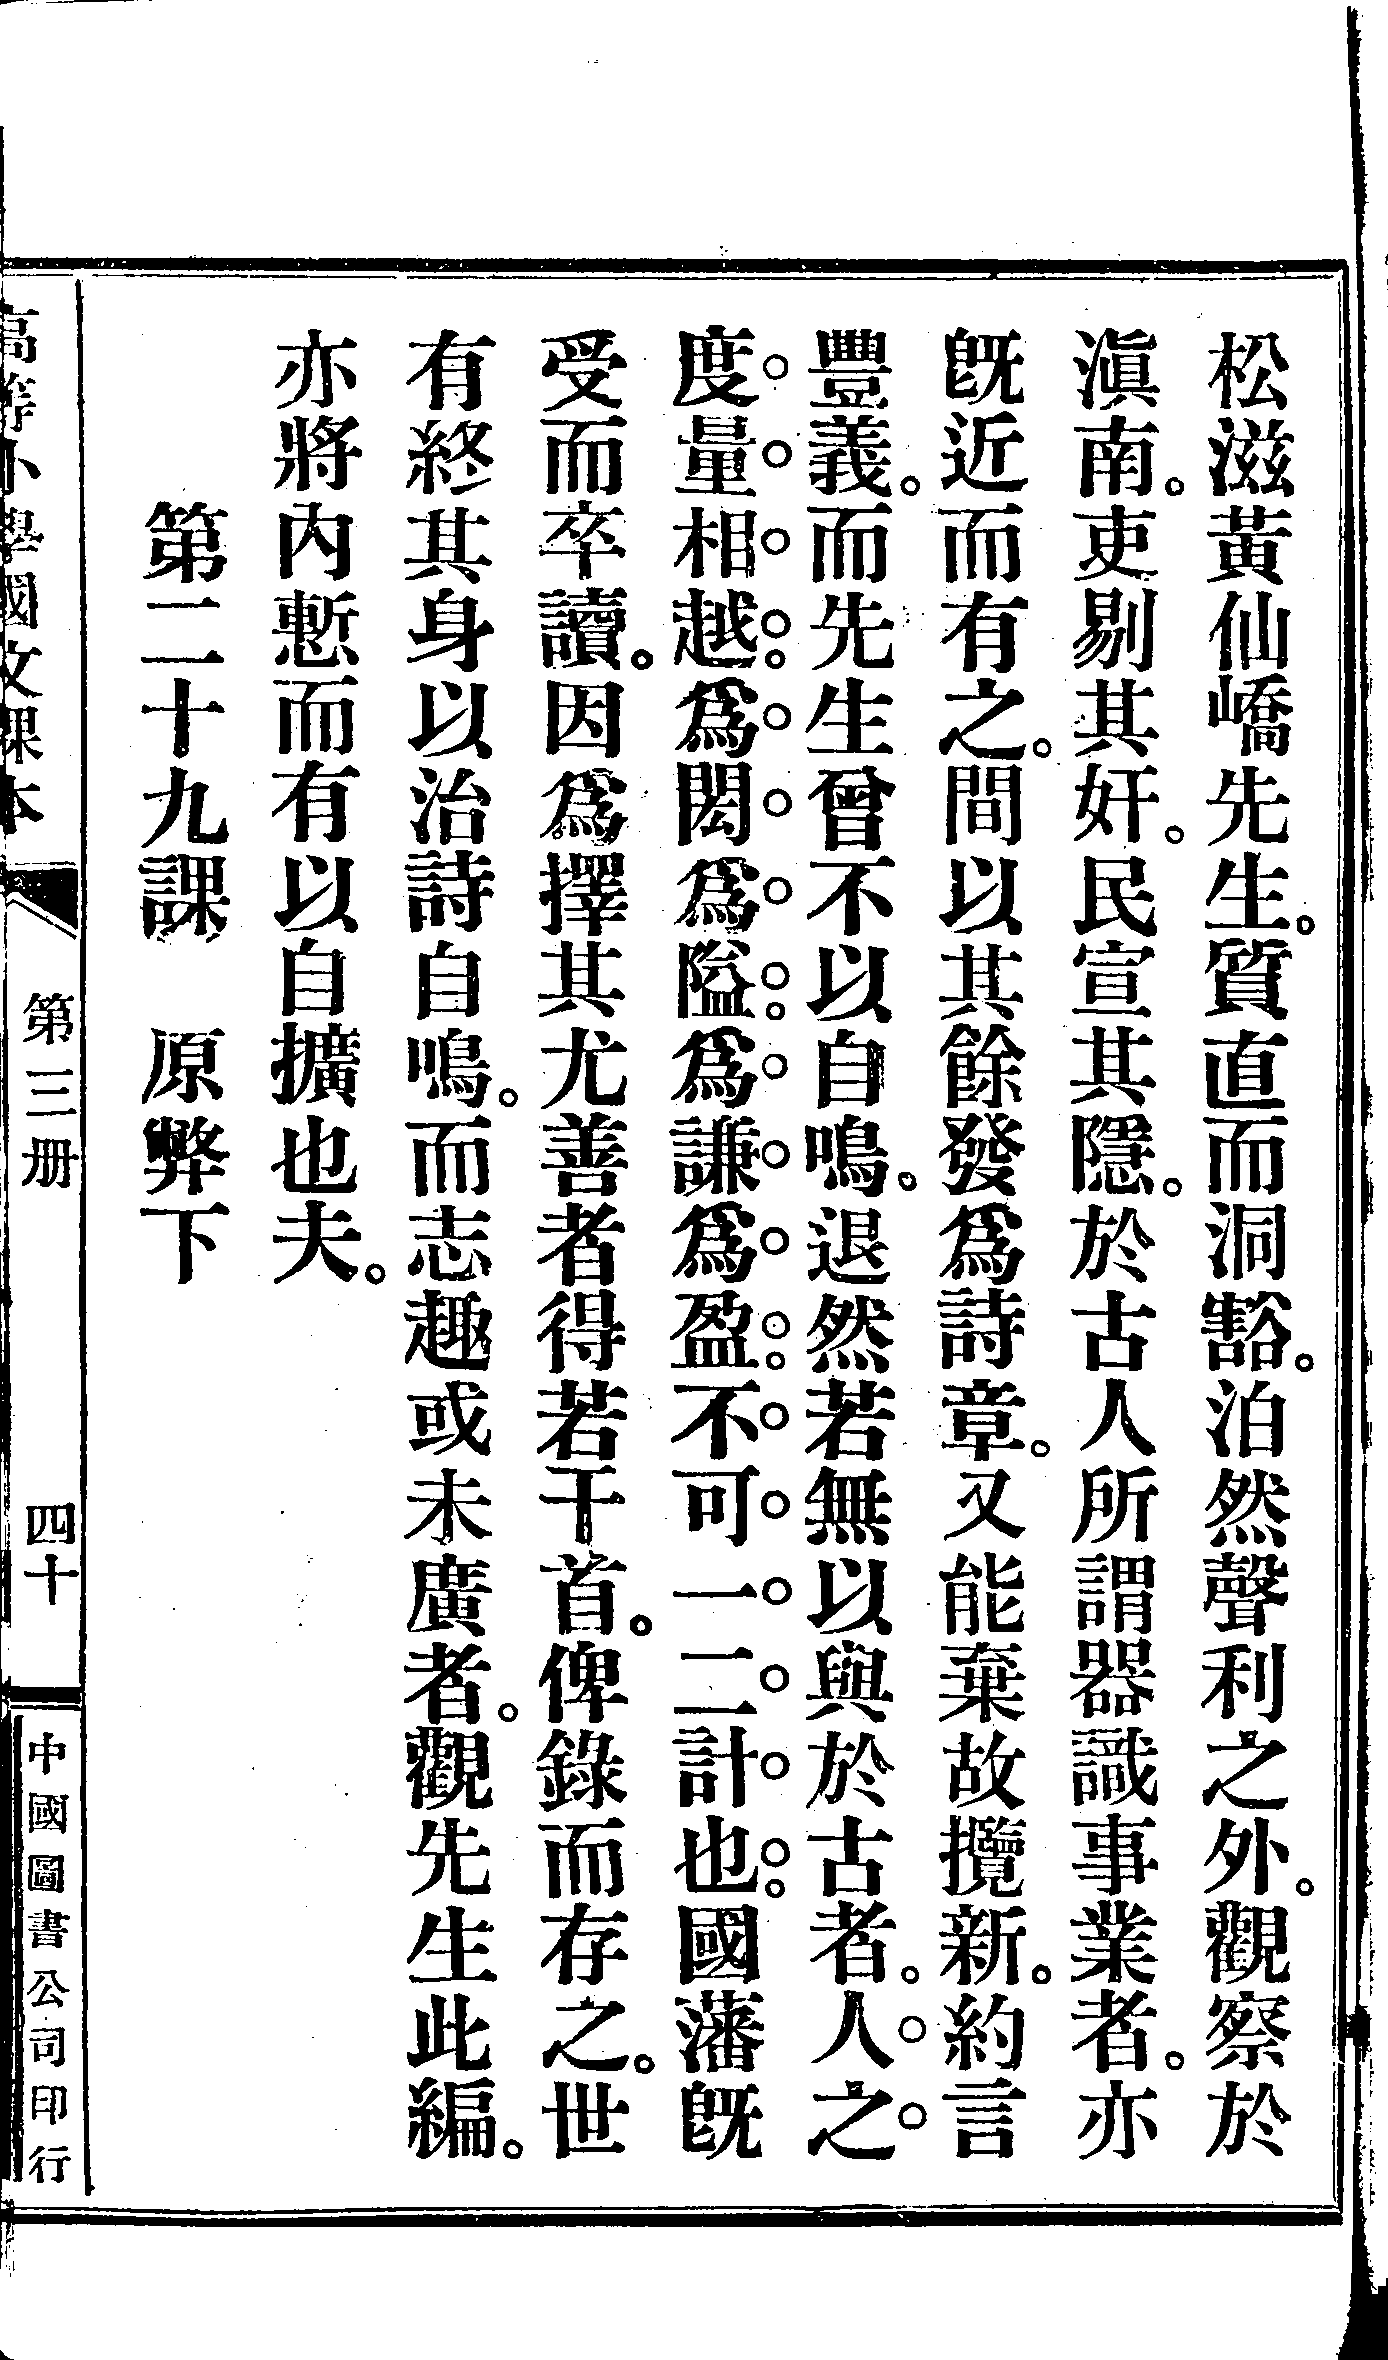 松滋黃仙嶠先生。質直而洞豁。泊然聲利之外。觀察於
滇南。吏剔其奸。民宣其隱。於古人所謂器識事業者。亦
旣近而有之。間以其餘發爲詩章。又能棄故攬新。約言
豐義。而先生曾不以自鳴。退然若無以與於古者。人之
度量相越。爲閎爲隘。爲謙爲盈。不可一二計也。國藩旣
受而卒讀。因爲擇其尤善者得若干首。俾錄而存之。世
有終其身以治詩自鳴。而志趣或未廣者。觀先生此編。
亦將內慙而有以自擴也夫。
第二十九課　原弊下
高等小學國文課本　第三册　四十　中國圖書公司印行